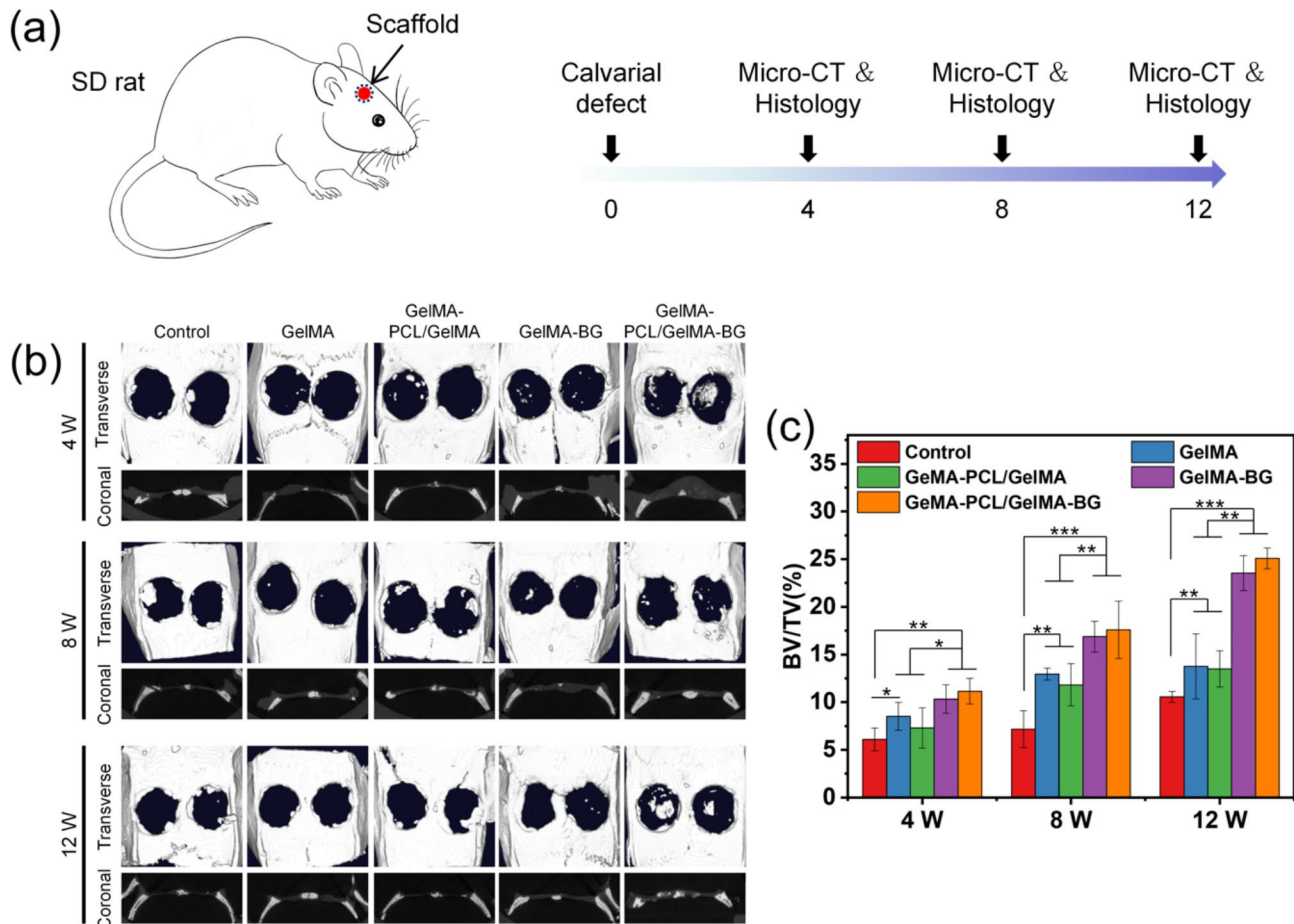 (a)
SD rat
Scaffold
Calvarial
defect
Micro-CT &
Histology
Micro-CT &
Histology
Micro-CT &
Histology
0
4
8
12
(b)
Control
GelMA
GelMA-
PCL/GelMA
GelMA-BG
GelMA-
PCL/GelMA-BG
4 W
Transverse
Coronal
8 W
Transverse
Coronal
12 W
Transverse
Coronal
(c)
Control
GelMA
GeMA-PCL/GelMA
GelMA-BG
GeMA-PCL/GelMA-BG
BV/TV(%)
35
30
25
20
15
10
5
0
*
**
*
**
***
**
**
***
**
4 W
8 W
12 W